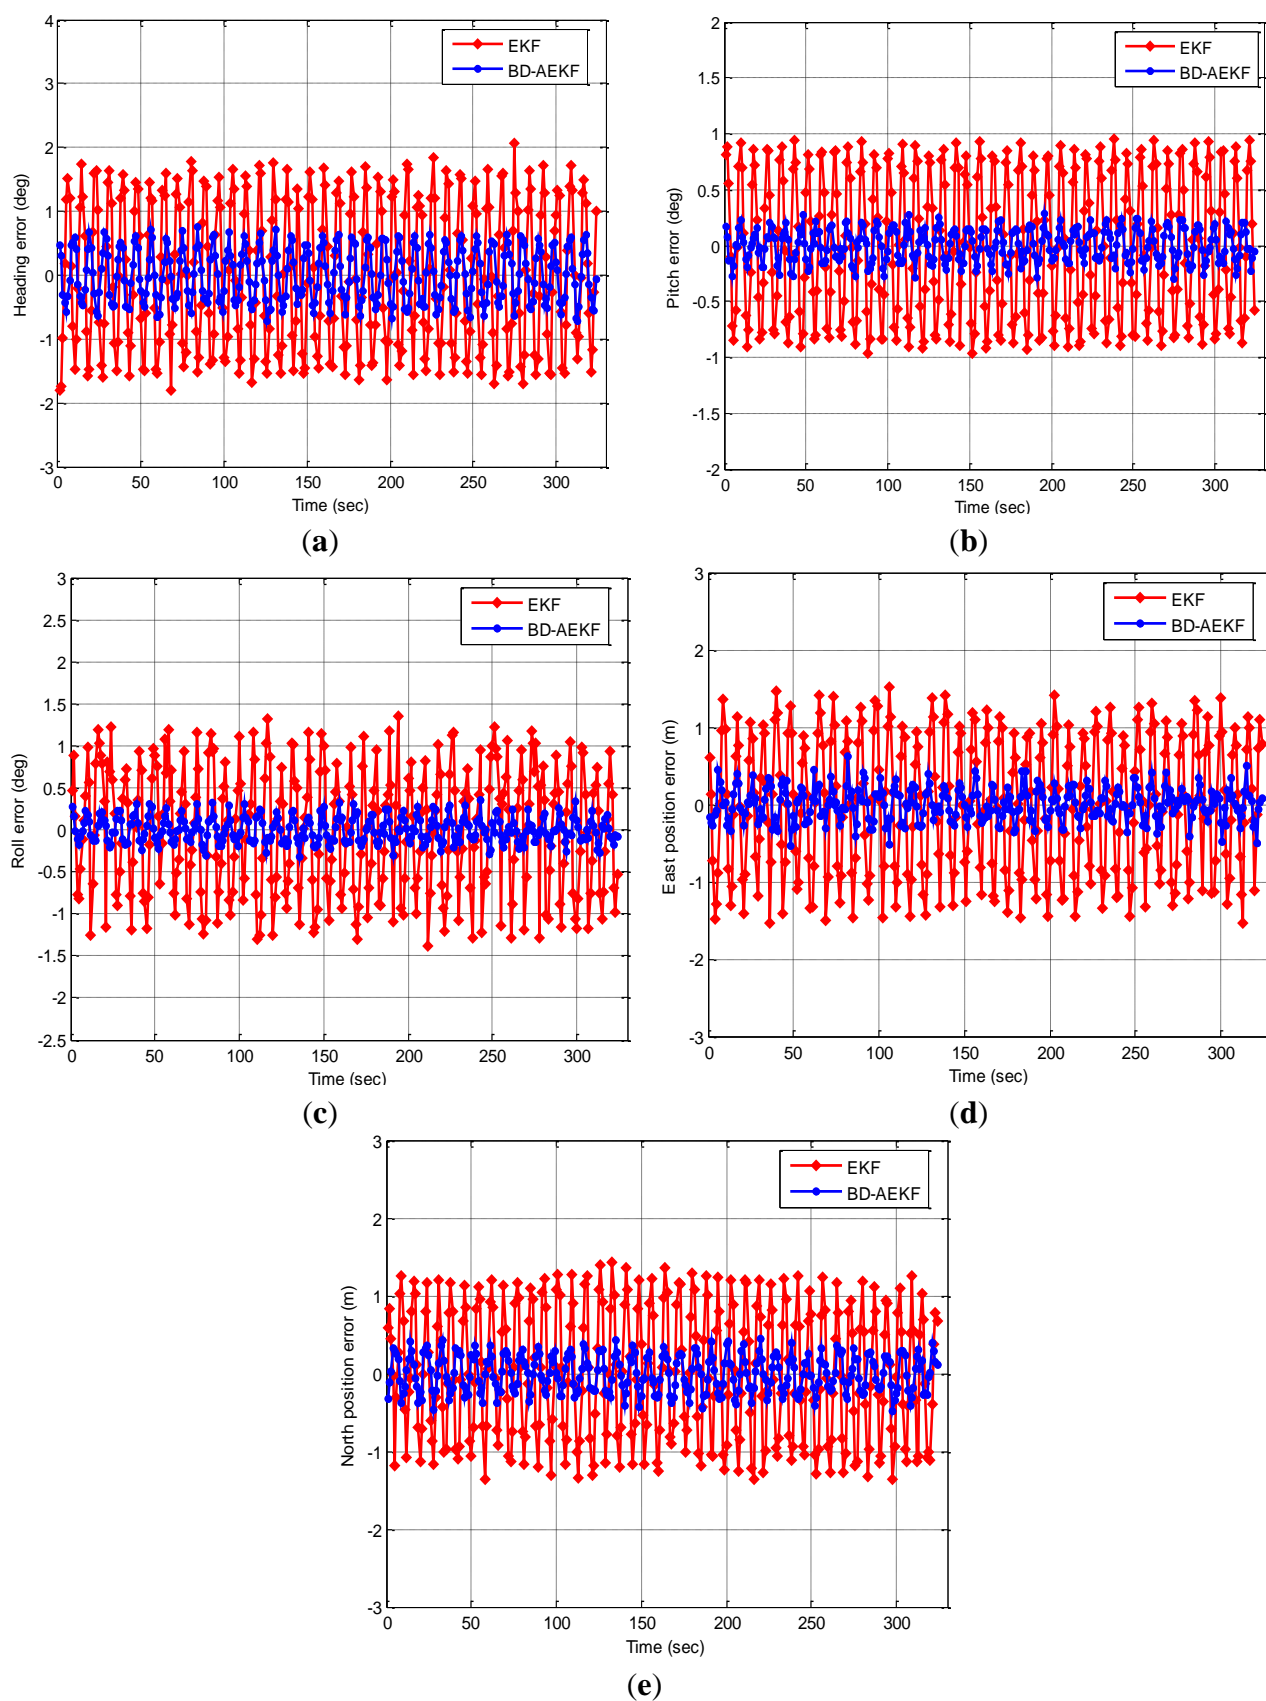 4
3
2
1
0
-1
-2
-3
Heading error (deg)
EKF
BD-AEKF
0 50 100 150 200 250 300
Time (sec)
(a)
2
1.5
1
0.5
0
-0.5
-1
-1.5
-2
Pitch error (deg)
EKF
BD-AEKF
0 50 100 150 200 250 300
Time (sec)
(b)
3
2.5
2
1.5
1
0.5
0
-0.5
-1
-1.5
-2
-2.5
Roll error (deg)
EKF
BD-AEKF
0 50 100 150 200 250 300
Time (sec)
(c)
3
2
1
0
-1
-2
-3
East position error (m)
EKF
BD-AEKF
0 50 100 150 200 250 300
Time (sec)
(d)
3
2
1
0
-1
-2
-3
North position error (m)
EKF
BD-AEKF
0 50 100 150 200 250 300
Time (sec)
(e)